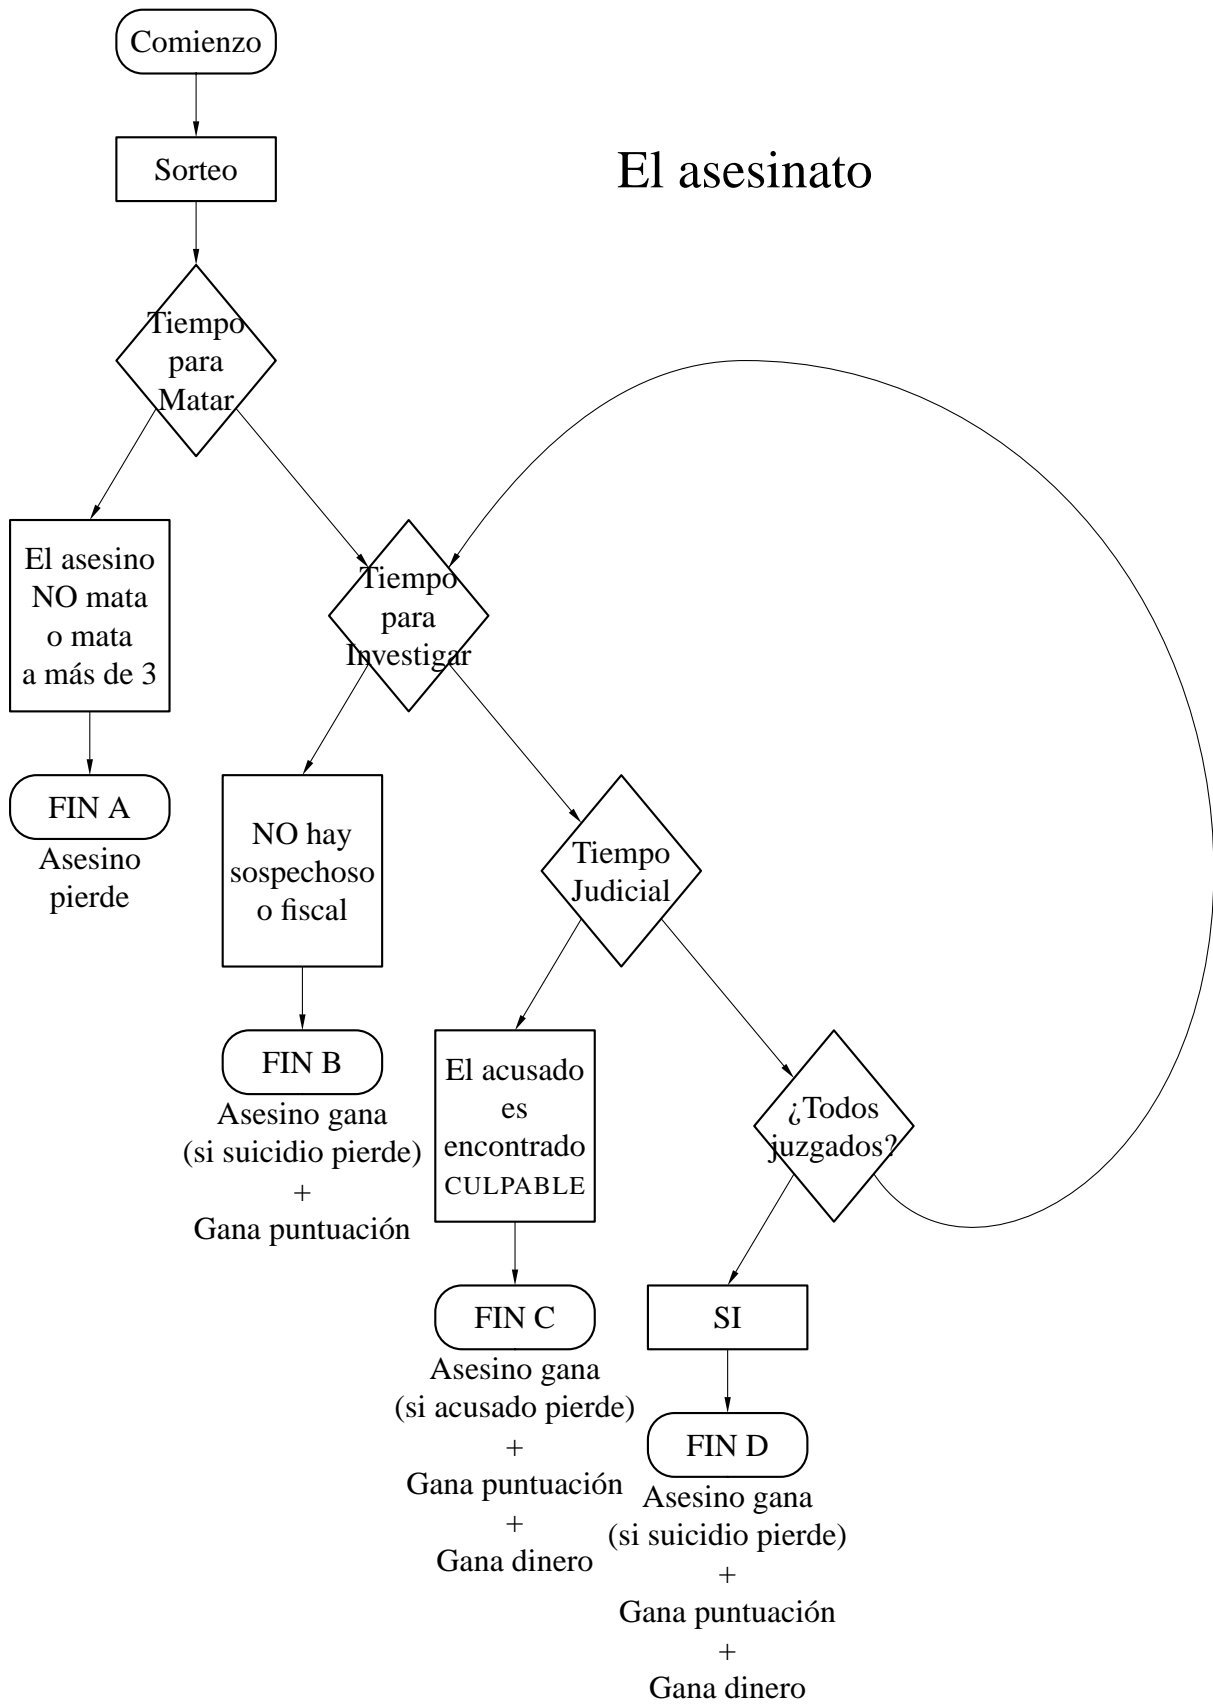 Comienzo
Sorteo
El asesinato
Tiempo
para
Matar
El asesino
NO mata
o mata
a más de 3
FIN A
Asesino
pierde
Tiempo
para
Investigar
NO hay
sospechoso
o fiscal
FIN B
Asesino gana
(si suicidio pierde)
+
Gana puntuación
Tiempo
Judicial
El acusado
es
encontrado
CULPABLE
FIN C
Asesino gana
(si acusado pierde)
+
Gana puntuación
+
Gana dinero
¿Todos
juzgados?
SI
FIN D
Asesino gana
(si suicidio pierde)
+
Gana puntuación
+
Gana dinero